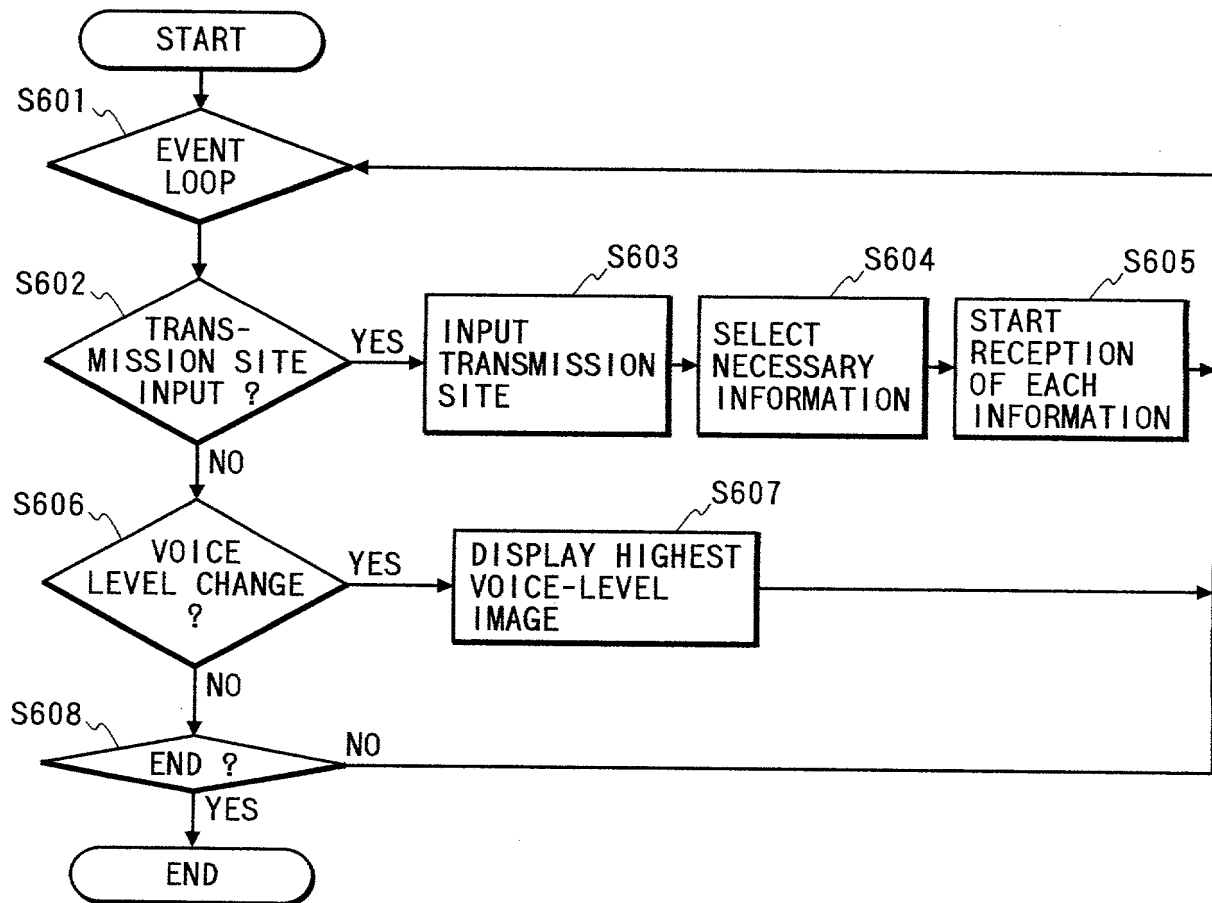 START
S601
EVENT
LOOP
S602
TRANS-
MISSION SITE
INPUT ?
YES
S603
INPUT
TRANSMISSION
SITE
S604
SELECT
NECESSARY
INFORMATION
S605
START
RECEPTION
OF EACH
INFORMATION
NO
S606
VOICE
LEVEL CHANGE
?
YES
S607
DISPLAY HIGHEST
VOICE-LEVEL
IMAGE
NO
S608
END ?
NO
YES
END